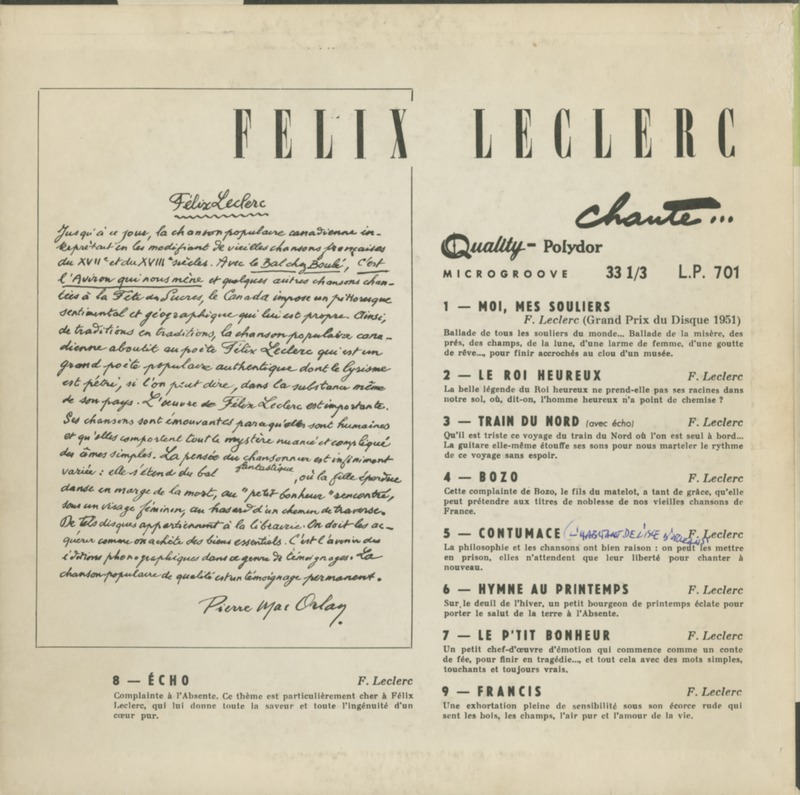 FELIX LECLERC
Félix Leclerc
Jusqu'à ce jour, la chanson populaire canadienne in-
terprétait en les modifiant de vieilles chansons françaises
du XVIIe et du XVIIIe siècles. Avec le Bal chez Boulé, C'est
l'Aviron qui nous mène et quelques autres chansons chan-
tées à la Fête des Sucres, le Canada impose un pittoresque
sentimental et géographique qui lui est propre. Ainsi,
de traditions en traditions, la chanson populaire cana-
dienne aboutit au poète Félix Leclerc qui est un
grand poète populaire authentique dont le lyrisme
est pétri, si l'on peut dire, dans la substance même
de son pays. L'œuvre de Félix Leclerc est importante.
Ses chansons sont émouvantes parce qu'elles sont humaines
et qu'elles comportent tout le mystère nuancé et compliqué
des âmes simples. La pensée du chansonnier est infiniment
variée : elle s'étend du bal fantastique, où la fille éperdue
danse en marge de la mort, au "petit bonheur" rencontré,
sous un visage féminin, au hasard d'un chemin de traverse.
De tels disques appartiennent à la librairie. On doit les ac-
quérir comme on achète des biens essentiels. C'est l'avenir des
éditions phonographiques dans ce genre de témoignages. La
chanson populaire de qualité est un témoignage permanent.
Pierre Mac Orlan
chante...
Quality - Polydor
MICROGROOVE 33 1/3 L.P. 701
1 — MOI, MES SOULIERS
F. Leclerc (Grand Prix du Disque 1951)
Ballade de tous les souliers du monde... Ballade de la misère, des
prés, des champs, de la lune, d'une larme de femme, d'une goutte
de rêve..., pour finir accrochés au clou d'un musée.
2 — LE ROI HEUREUX F. Leclerc
La belle légende du Roi heureux ne prend-elle pas ses racines dans
notre sol, où, dit-on, l'homme heureux n'a point de chemise ?
3 — TRAIN DU NORD (avec écho) F. Leclerc
Qu'il est triste ce voyage du train du Nord où l'on est seul à bord...
La guitare elle-même étouffe ses sons pour nous marteler le rythme
de ce voyage sans espoir.
4 — BOZO F. Leclerc
Cette complainte de Bozo, le fils du matelot, a tant de grâce, qu'elle
peut prétendre aux titres de noblesse de nos vieilles chansons de
France.
5 — CONTUMACE (L'HABITANT DE L'ISLE D'ORLEANS) F. Leclerc
La philosophie et les chansons ont bien raison : on peut les mettre
en prison, elles n'attendent que leur liberté pour chanter à
nouveau.
6 — HYMNE AU PRINTEMPS F. Leclerc
Sur le deuil de l'hiver, un petit bourgeon de printemps éclate pour
porter le salut de la terre à l'Absente.
7 — LE P'TIT BONHEUR F. Leclerc
Un petit chef-d'œuvre d'émotion qui commence comme un conte
de fée, pour finir en tragédie..., et tout cela avec des mots simples,
touchants et toujours vrais.
8 — ÉCHO F. Leclerc
Complainte à l'Absente. Ce thème est particulièrement cher à Félix
Leclerc, qui lui donne toute la saveur et toute l'ingénuité d'un
cœur pur.
9 — FRANCIS F. Leclerc
Une exhortation pleine de sensibilité sous son écorce rude qui
sent les bois, les champs, l'air pur et l'amour de la vie.